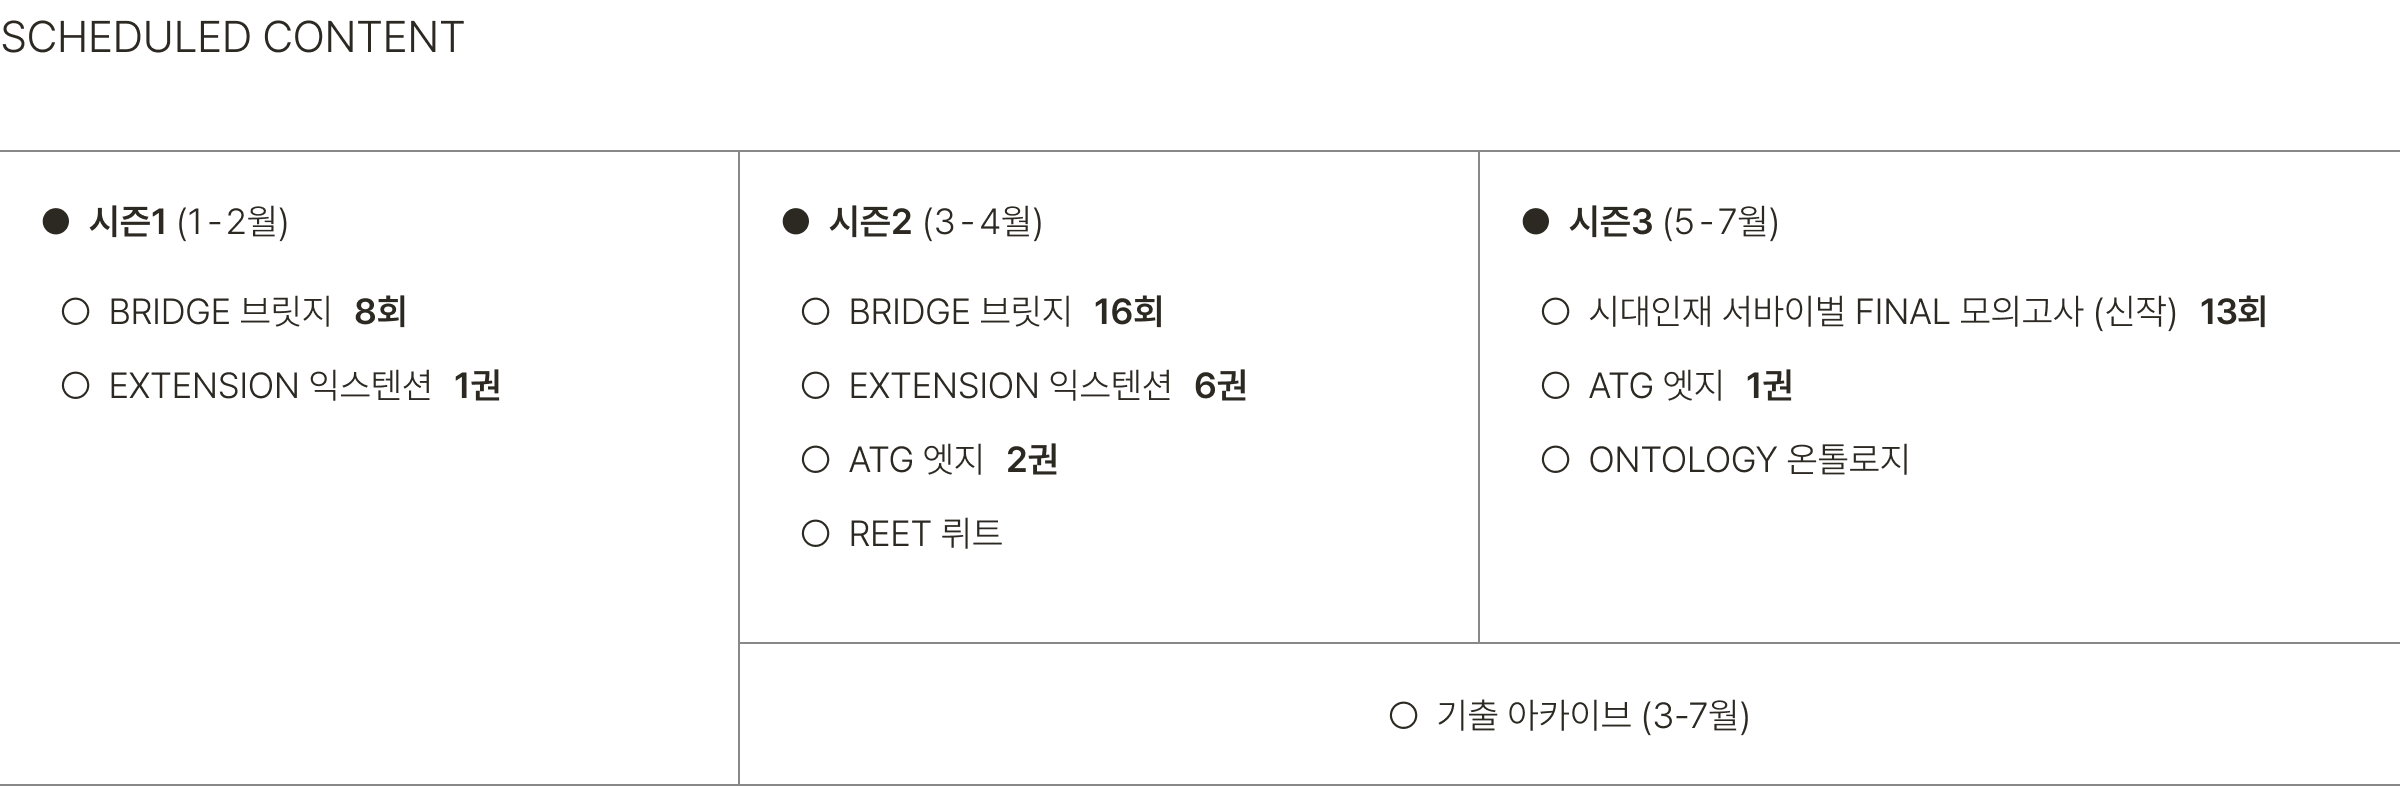 SCHEDULED CONTENT
● 시즌1 (1 - 2월)
○ BRIDGE 브릿지 8회
○ EXTENSION 익스텐션 1권
● 시즌2 (3 - 4월)
○ BRIDGE 브릿지 16회
○ EXTENSION 익스텐션 6권
○ ATG 엣지 2권
○ REET 뤼트
● 시즌3 (5 - 7월)
○ 시대인재 서바이벌 FINAL 모의고사 (신작) 13회
○ ATG 엣지 1권
○ ONTOLOGY 온톨로지
○ 기출 아카이브 (3-7월)